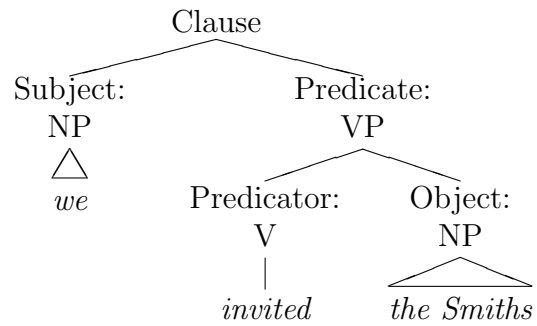 Clause
Subject: Predicate:
NP VP
we Predicator: Object:
V NP
invited the Smiths